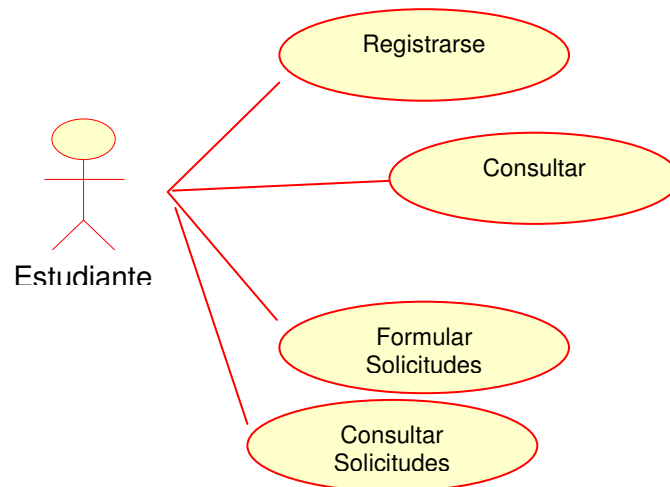 Registrarse
Consultar
Estudiante
Formular
Solicitudes
Consultar
Solicitudes